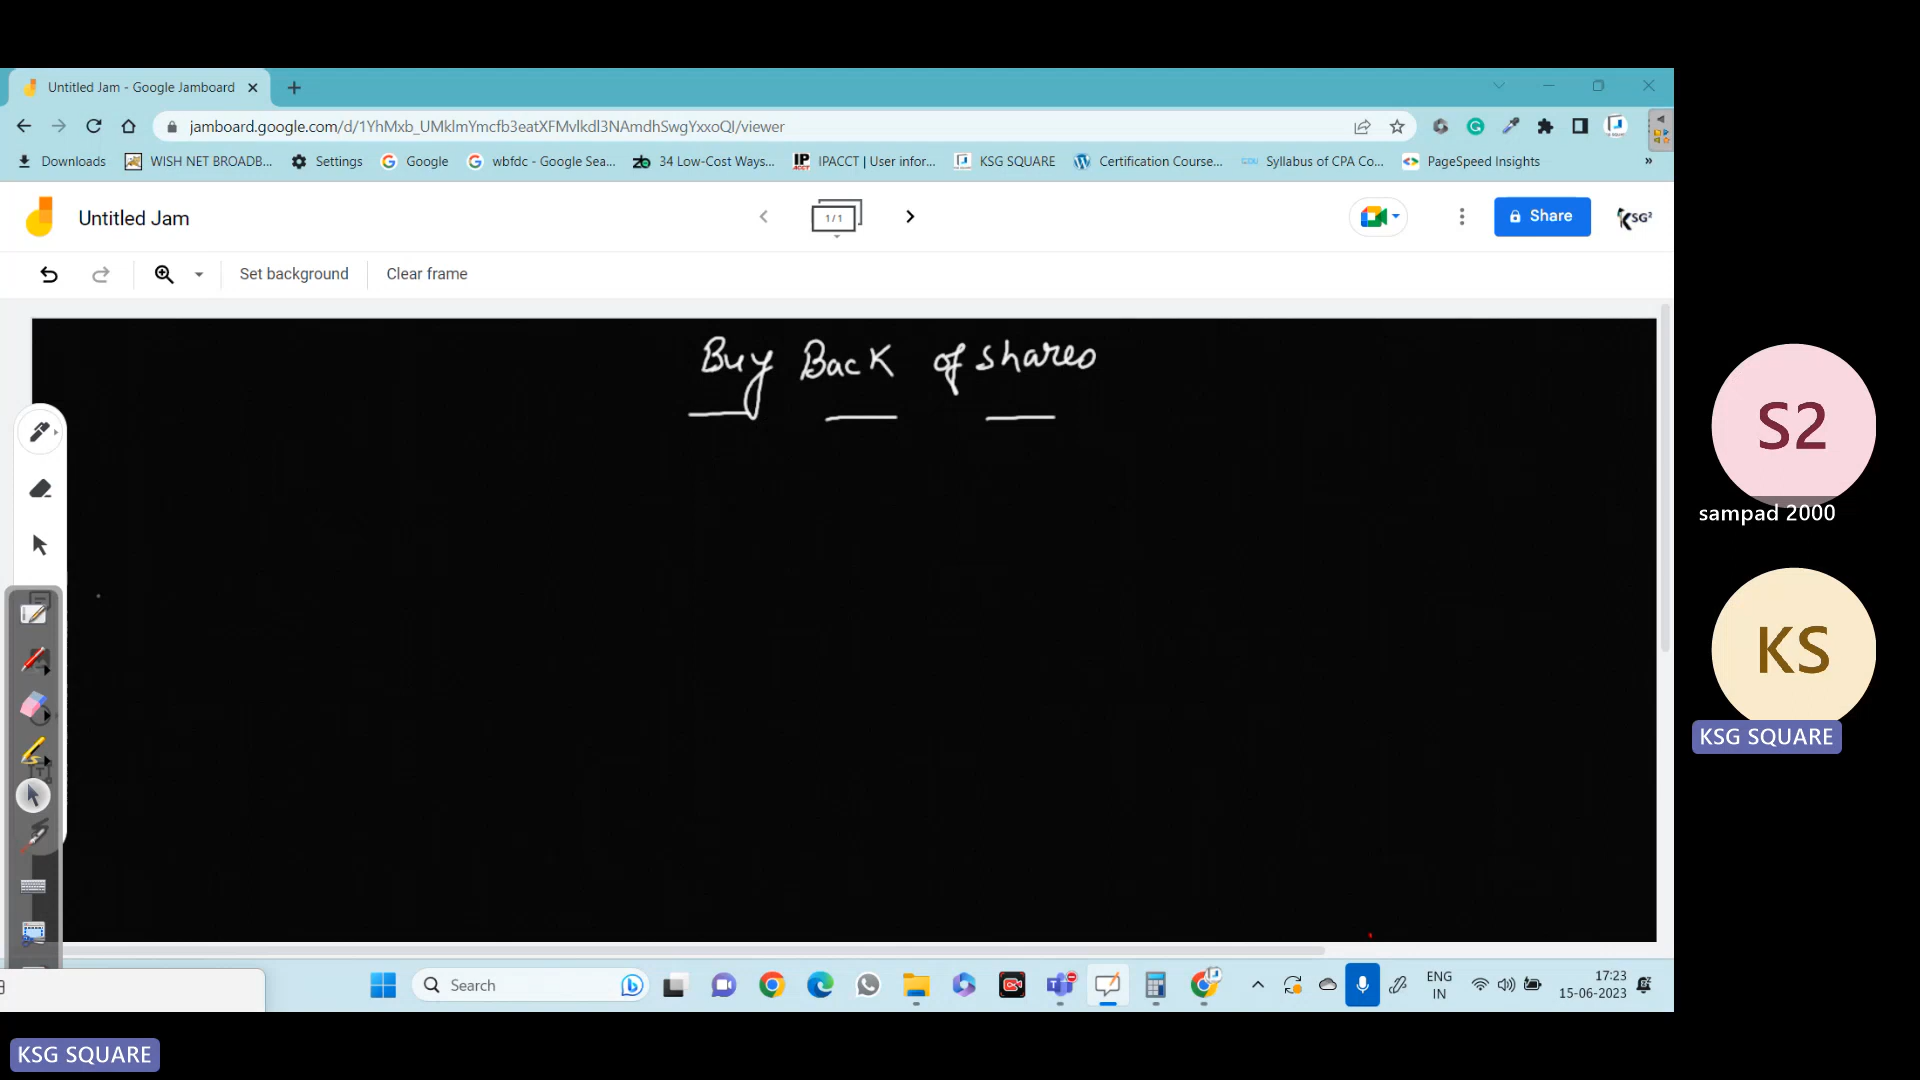 Untitled Jam - Google Jamboard
jamboard.google.com/d/1YhMxb_UMklmYmcfb3eatXFMvlkdl3NAmdhSwgYxxoQI/viewer
Downloads WISH NET BROADB... Settings Google wbfdc - Google Sea... 34 Low-Cost Ways... IPACCT | User infor... KSG SQUARE Certification Course... Syllabus of CPA Co... PageSpeed Insights »
Untitled Jam 1/1 Share KSG²
Set background Clear frame
Buy Back of shares
S2
sampad 2000
KS
KSG SQUARE
Search ENG IN 17:23 15-06-2023
KSG SQUARE